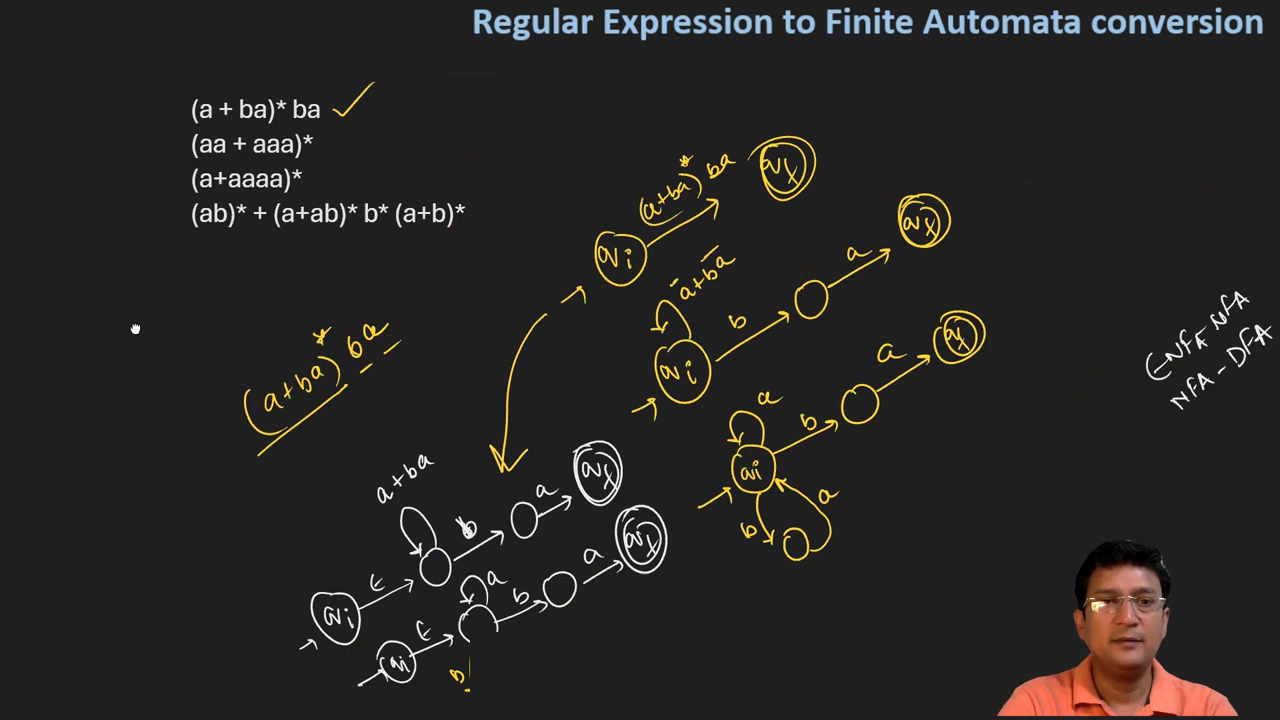 Regular Expression to Finite Automata conversion
(a + ba)* ba
(aa + aaa)*
(a+aaaa)*
(ab)* + (a+ab)* b* (a+b)*
(a+ba)* ba
qi
qf
a+ba
qi
b
a
qf
a
qi
b
a
qf
b
a
ENFA-NFA
NFA-DFA
(a+ba)* ba
a+ba
qi
ε
b
a
qf
qi
ε
a
b
a
qf
b